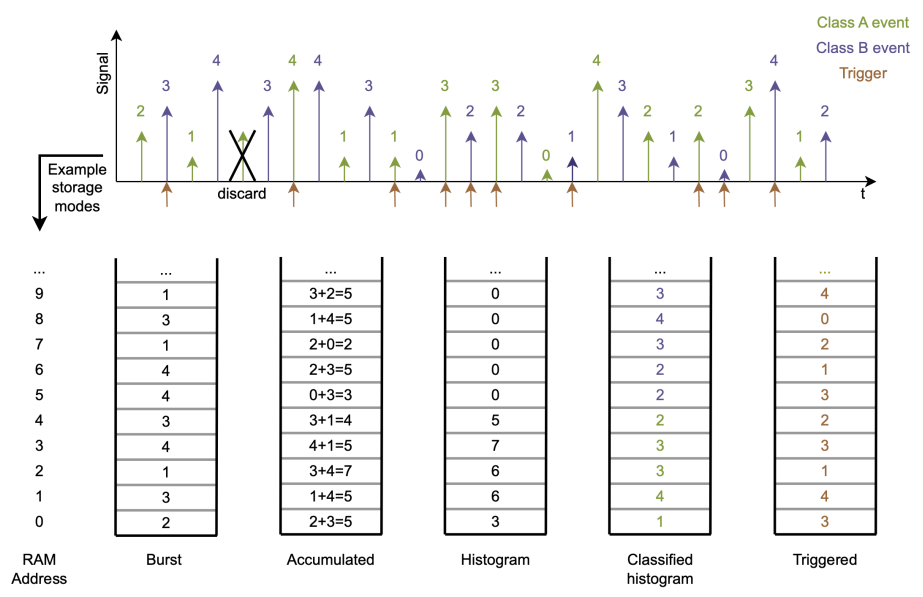 Class A event
Class B event
Trigger
Signal
4 4 4 4 4
3 3 3 3 3 3 3
2 2 2 2 2 2
1 1 1 1 1 1
0 0 0
discard
t
Example
storage
modes
... ... ... ... ... ...
9 1 3+2=5 0 3 4
8 3 1+4=5 0 4 0
7 1 2+0=2 0 3 2
6 4 2+3=5 0 2 1
5 4 0+3=3 0 2 3
4 3 3+1=4 5 2 2
3 4 4+1=5 7 3 3
2 1 3+4=7 6 3 1
1 3 1+4=5 6 4 4
0 2 2+3=5 3 1 3
RAM Address
Burst
Accumulated
Histogram
Classified histogram
Triggered